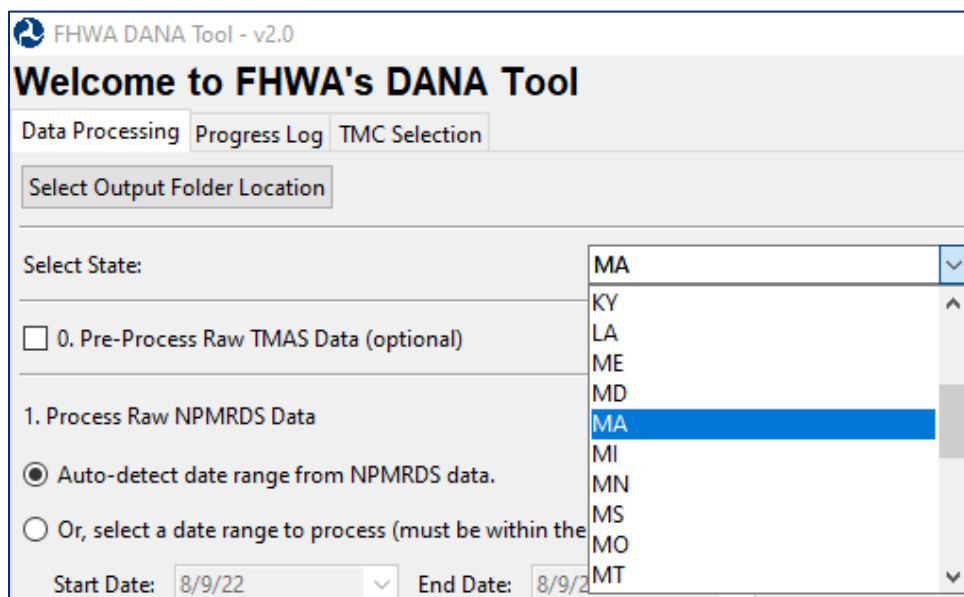 FHWA DANA Tool - v2.0
Welcome to FHWA's DANA Tool
Data Processing Progress Log TMC Selection
Select Output Folder Location
Select State: MA
KY
LA
0. Pre-Process Raw TMAS Data (optional)
ME
MD
1. Process Raw NPMRDS Data
MA
MI
Auto-detect date range from NPMRDS data.
MN
MS
Or, select a date range to process (must be within the
MO
MT
Start Date: 8/9/22 End Date: 8/9/2